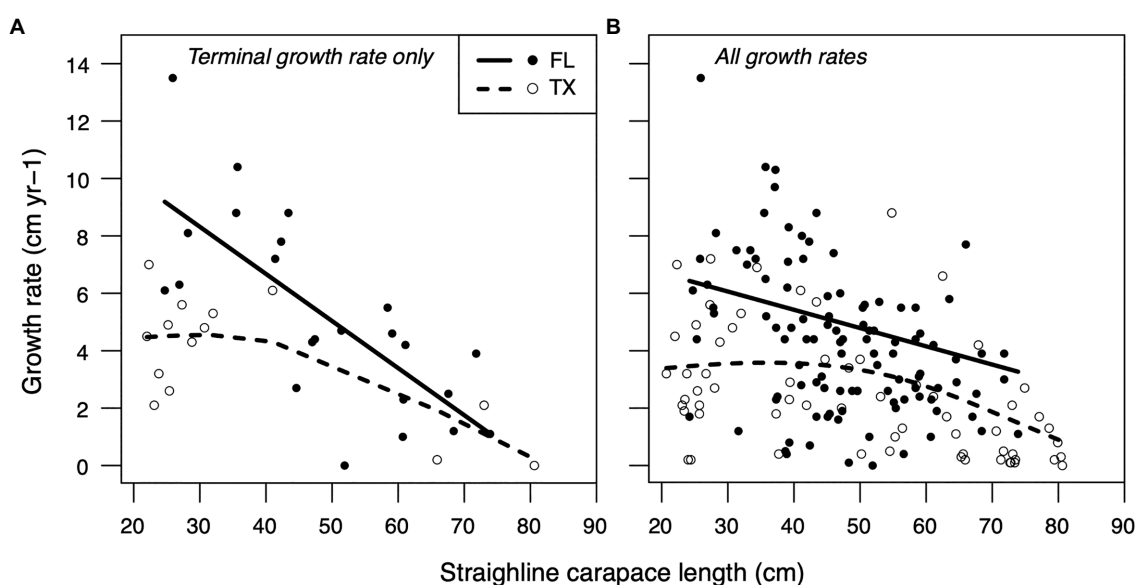 A
B
Terminal growth rate only
FL
TX
All growth rates
Growth rate (cm yr−1)
14
12
10
8
6
4
2
0
20 30 40 50 60 70 80 90
20 30 40 50 60 70 80 90
Straighline carapace length (cm)